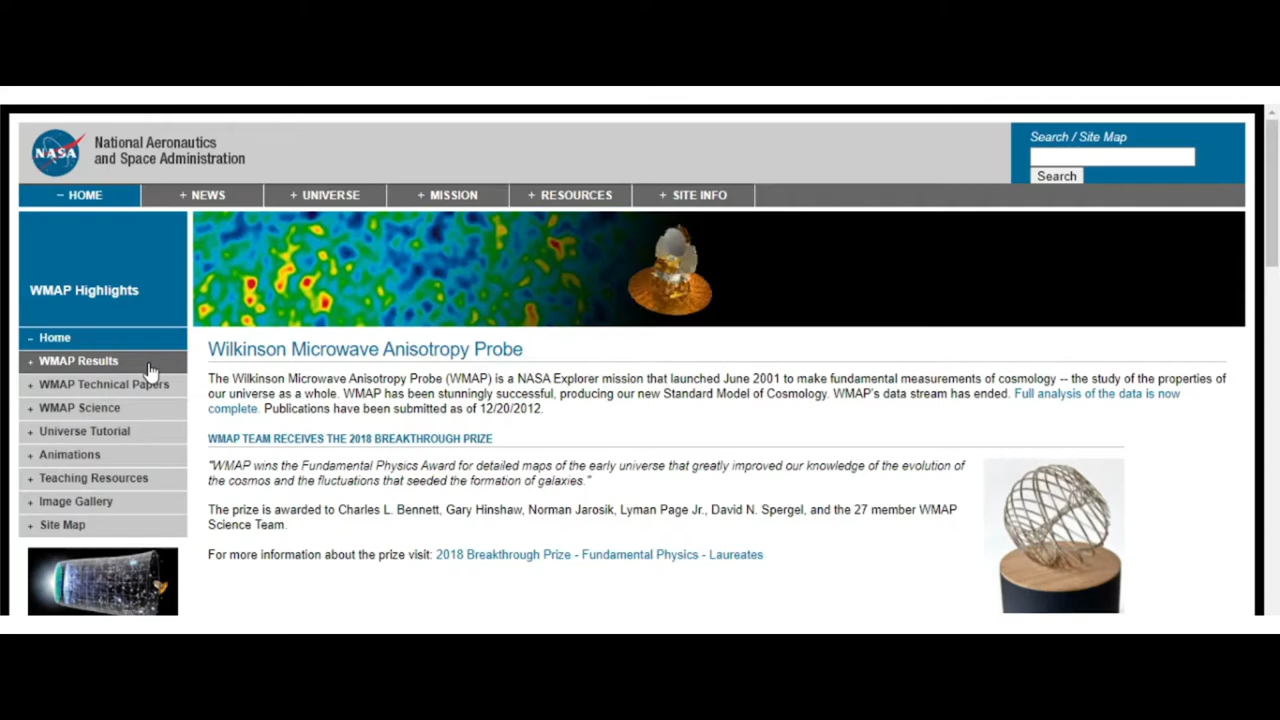 NASA
National Aeronautics
and Space Administration
Search / Site Map
Search
− HOME
+ NEWS
+ UNIVERSE
+ MISSION
+ RESOURCES
+ SITE INFO
WMAP Highlights
− Home
+ WMAP Results
+ WMAP Technical Papers
+ WMAP Science
+ Universe Tutorial
+ Animations
+ Teaching Resources
+ Image Gallery
+ Site Map
Wilkinson Microwave Anisotropy Probe
The Wilkinson Microwave Anisotropy Probe (WMAP) is a NASA Explorer mission that launched June 2001 to make fundamental measurements of cosmology -- the study of the properties of
our universe as a whole. WMAP has been stunningly successful, producing our new Standard Model of Cosmology. WMAP's data stream has ended. Full analysis of the data is now
complete. Publications have been submitted as of 12/20/2012.
WMAP TEAM RECEIVES THE 2018 BREAKTHROUGH PRIZE
"WMAP wins the Fundamental Physics Award for detailed maps of the early universe that greatly improved our knowledge of the evolution of
the cosmos and the fluctuations that seeded the formation of galaxies."
The prize is awarded to Charles L. Bennett, Gary Hinshaw, Norman Jarosik, Lyman Page Jr., David N. Spergel, and the 27 member WMAP
Science Team.
For more information about the prize visit: 2018 Breakthrough Prize - Fundamental Physics - Laureates